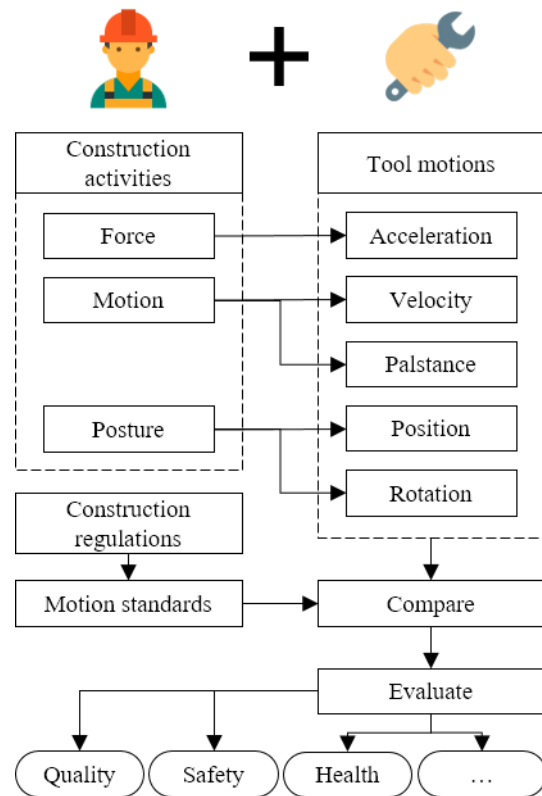 Construction
activities
Tool motions
Force
Acceleration
Motion
Velocity
Palstance
Posture
Position
Rotation
Construction
regulations
Motion standards
Compare
Evaluate
Quality
Safety
Health
...